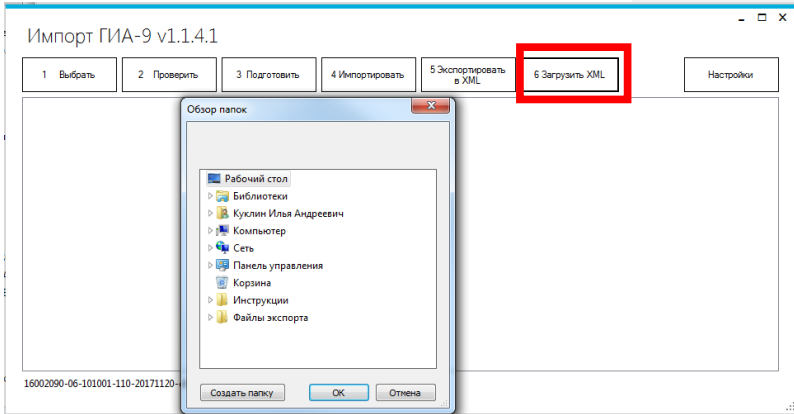 Импорт ГИА-9 v1.1.4.1
1 Выбрать
2 Проверить
3 Подготовить
4 Импортировать
5 Экспортировать
в XML
6 Загрузить XML
Настройки
Обзор папок
Рабочий стол
Библиотеки
Куклин Илья Андреевич
Компьютер
Сеть
Панель управления
Корзина
Инструкции
Файлы экспорта
Создать папку
ОК
Отмена
16002090-06-101001-110-20171120-